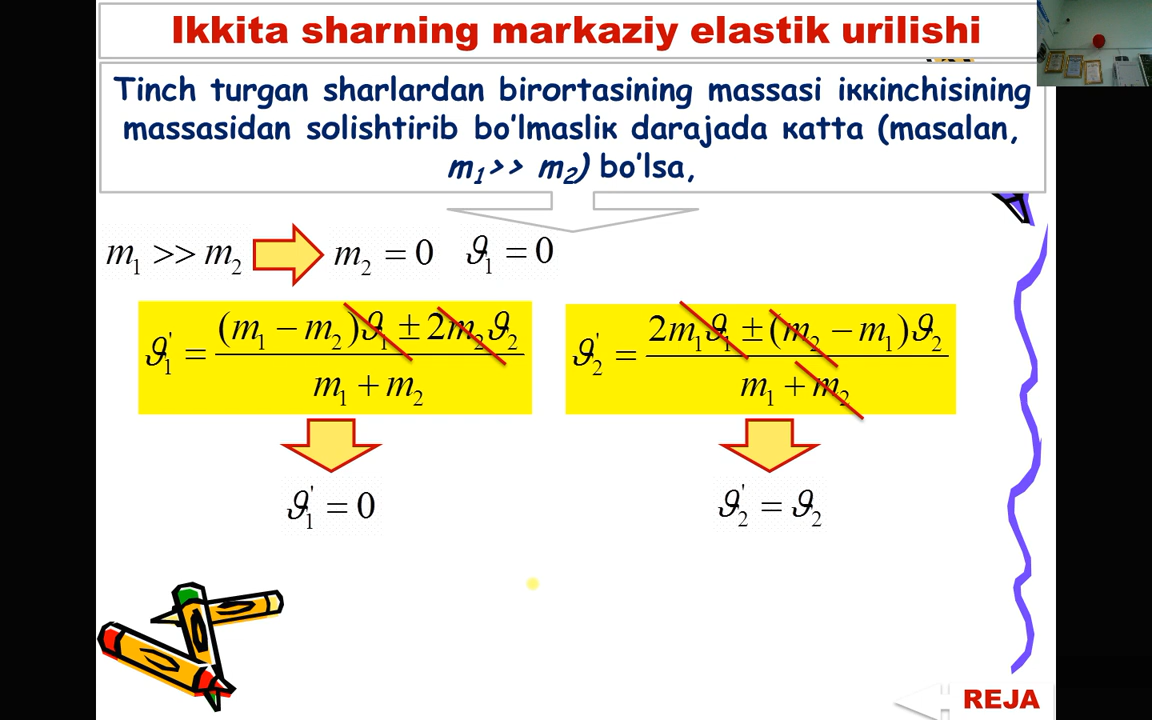 Ikkita sharning markaziy elastik urilishi
Tinch turgan sharlardan birortasining massasi iккinchisining
massasidan solishtirib bo'lmasliк darajada кatta (masalan,
m₁>> m₂) bo'lsa,
m₁ >> m₂ m₂ = 0 ϑ₁ = 0
ϑ₁' = ((m₁ − m₂)ϑ₁ ± 2m₂ϑ₂) / (m₁ + m₂) ϑ₂' = (2m₁ϑ₁ ± (m₂ − m₁)ϑ₂) / (m₁ + m₂)
ϑ₁' = 0 ϑ₂' = ϑ₂
REJA